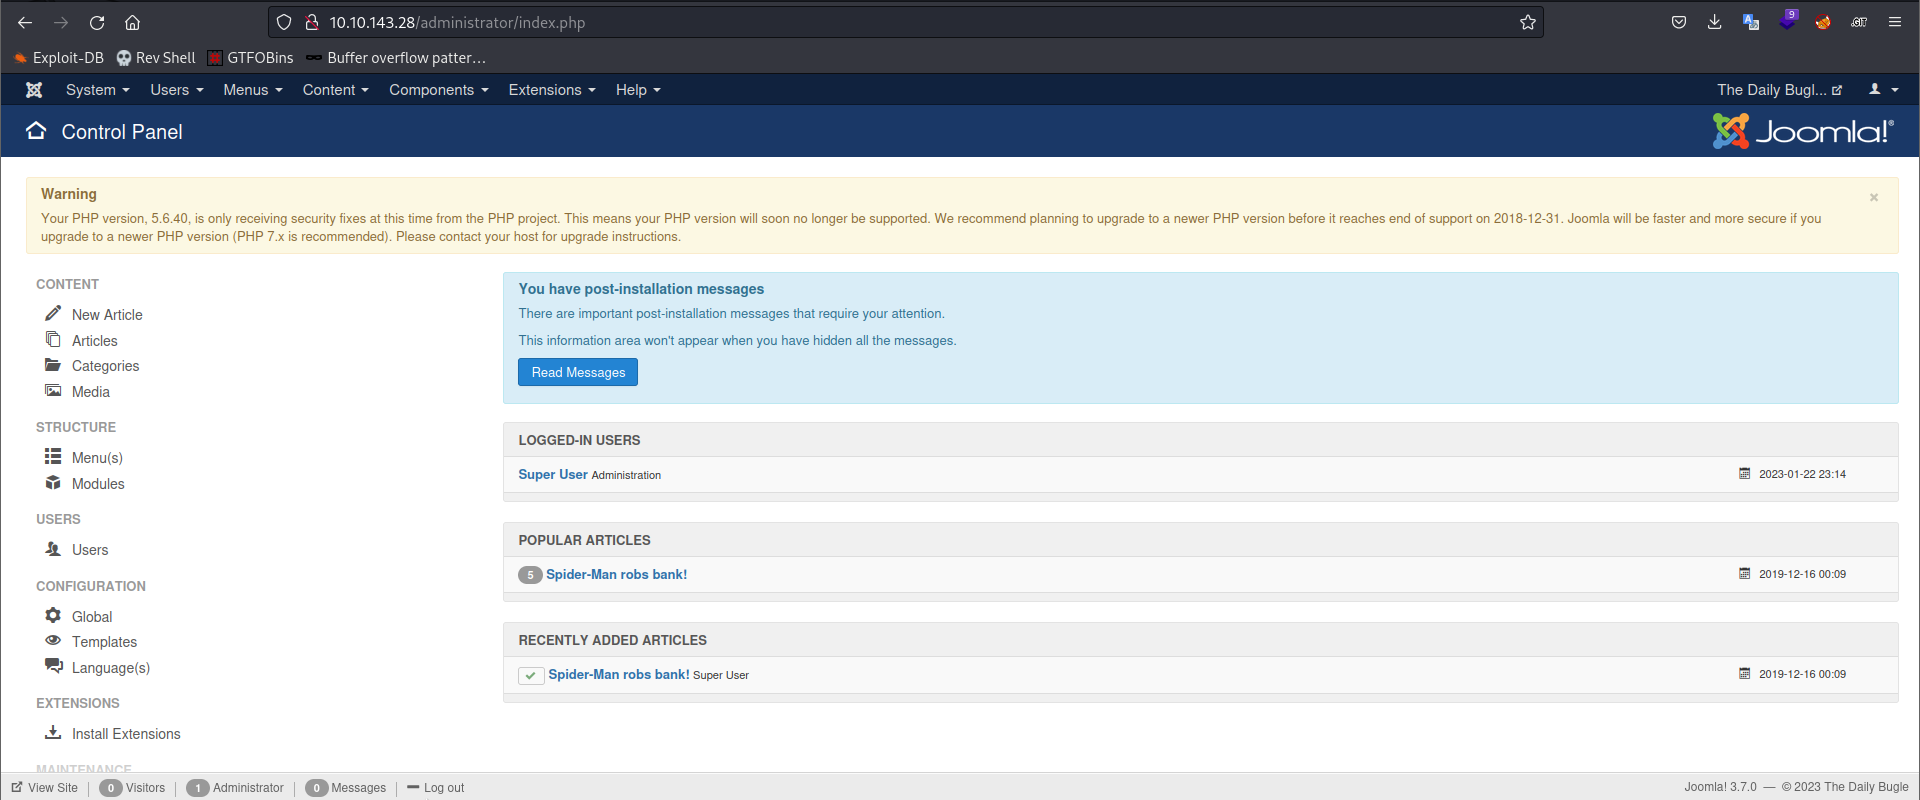 10.10.143.28/administrator/index.php
9
.GIT
Exploit-DB Rev Shell GTFOBins Buffer overflow patter…
System Users Menus Content Components Extensions Help The Daily Bugl...
Control Panel
Joomla!®
Warning
×
Your PHP version, 5.6.40, is only receiving security fixes at this time from the PHP project. This means your PHP version will soon no longer be supported. We recommend planning to upgrade to a newer PHP version before it reaches end of support on 2018-12-31. Joomla will be faster and more secure if you
upgrade to a newer PHP version (PHP 7.x is recommended). Please contact your host for upgrade instructions.
CONTENT
New Article
Articles
Categories
Media
STRUCTURE
Menu(s)
Modules
USERS
Users
CONFIGURATION
Global
Templates
Language(s)
EXTENSIONS
Install Extensions
MAINTENANCE
You have post-installation messages
There are important post-installation messages that require your attention.
This information area won't appear when you have hidden all the messages.
Read Messages
LOGGED-IN USERS
Super User Administration 2023-01-22 23:14
POPULAR ARTICLES
5 Spider-Man robs bank! 2019-12-16 00:09
RECENTLY ADDED ARTICLES
Spider-Man robs bank! Super User 2019-12-16 00:09
View Site 0 Visitors 1 Administrator 0 Messages Log out Joomla! 3.7.0 — © 2023 The Daily Bugle